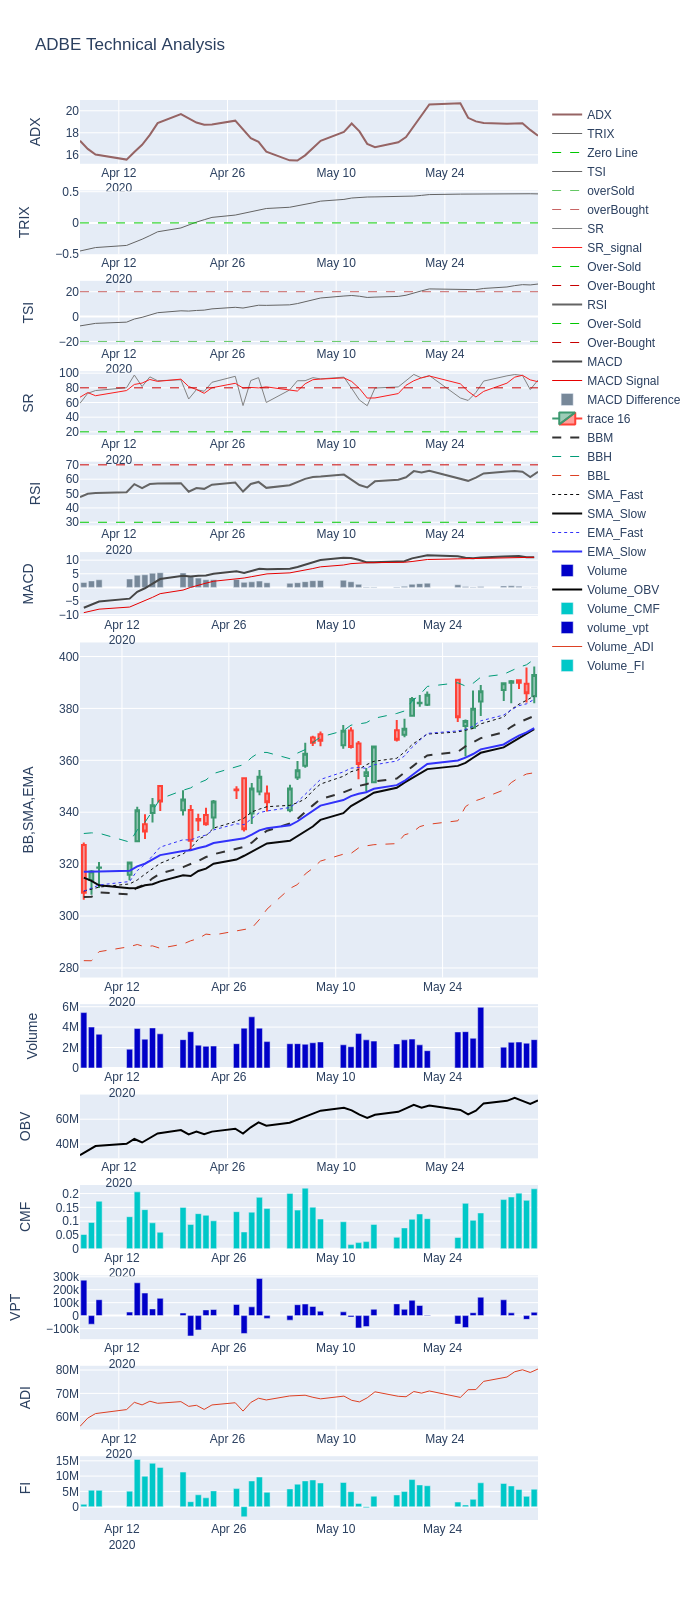 ADBE Technical Analysis
ADX
20
18
16
Apr 12
2020
Apr 26
May 10
May 24
TRIX
0.5
0
−0.5
Apr 12
2020
Apr 26
May 10
May 24
TSI
20
0
−20
Apr 12
2020
Apr 26
May 10
May 24
SR
100
80
60
40
20
Apr 12
2020
Apr 26
May 10
May 24
RSI
70
60
50
40
30
Apr 12
2020
Apr 26
May 10
May 24
MACD
10
5
0
−5
−10
Apr 12
2020
Apr 26
May 10
May 24
BB,SMA,EMA
400
380
360
340
320
300
280
Apr 12
2020
Apr 26
May 10
May 24
Volume
6M
4M
2M
0
Apr 12
2020
Apr 26
May 10
May 24
OBV
60M
40M
Apr 12
2020
Apr 26
May 10
May 24
CMF
0.2
0.15
0.1
0.05
0
Apr 12
2020
Apr 26
May 10
May 24
VPT
300k
200k
100k
0
−100k
Apr 12
2020
Apr 26
May 10
May 24
ADI
80M
70M
60M
Apr 12
2020
Apr 26
May 10
May 24
FI
15M
10M
5M
0
Apr 12
2020
Apr 26
May 10
May 24
ADX
TRIX
Zero Line
TSI
overSold
overBought
SR
SR_signal
Over-Sold
Over-Bought
RSI
Over-Sold
Over-Bought
MACD
MACD Signal
MACD Difference
trace 16
BBM
BBH
BBL
SMA_Fast
SMA_Slow
EMA_Fast
EMA_Slow
Volume
Volume_OBV
Volume_CMF
volume_vpt
Volume_ADI
Volume_FI